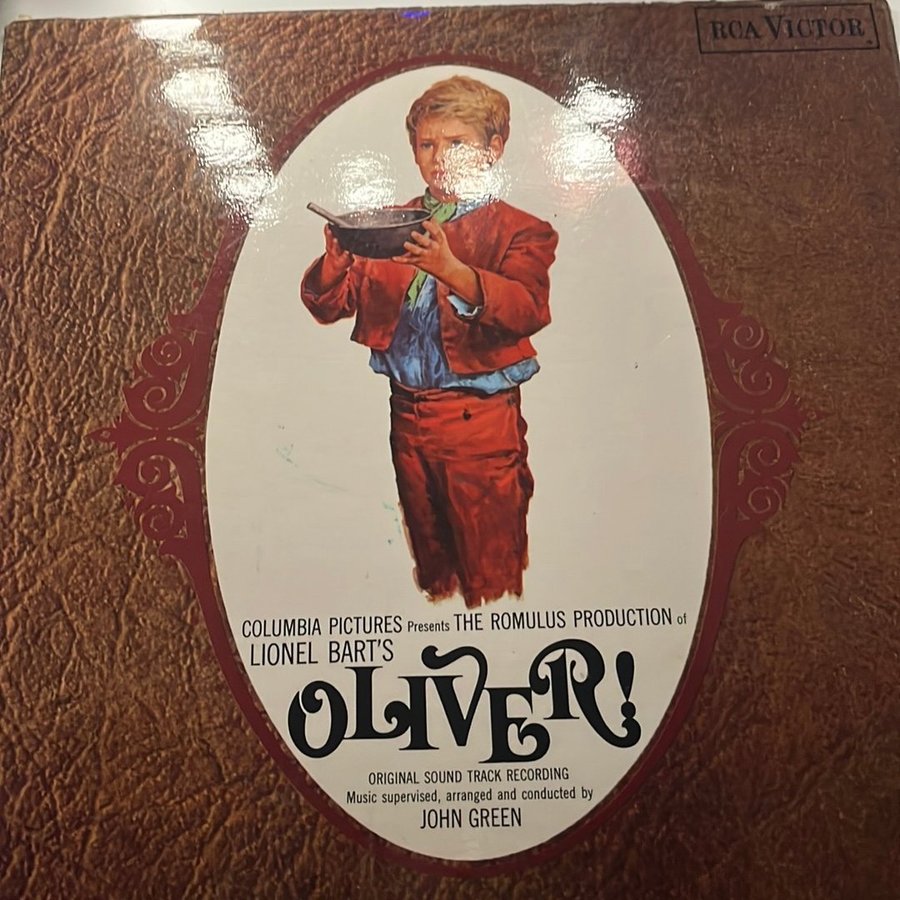 RCA VICTOR
COLUMBIA PICTURES Presents THE ROMULUS PRODUCTION of
LIONEL BART'S
OLIVER!
ORIGINAL SOUND TRACK RECORDING
Music supervised, arranged and conducted by
JOHN GREEN